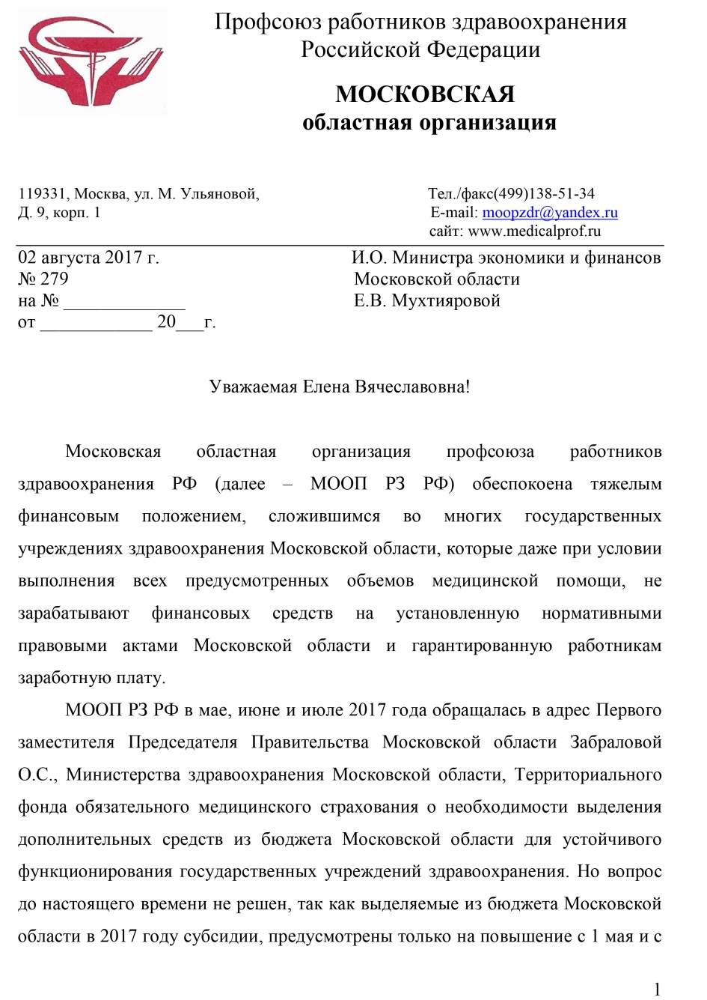 Профсоюз работников здравоохранения
Российской Федерации
МОСКОВСКАЯ
областная организация
119331, Москва, ул. М. Ульяновой,
Д. 9, корп. 1
Тел./факс(499)138-51-34
E-mail: moopzdr@yandex.ru
сайт: www.medicalprof.ru
02 августа 2017 г.
№ 279
на № _____________
от ____________ 20___г.
И.О. Министра экономики и финансов
Московской области
Е.В. Мухтияровой
Уважаемая Елена Вячеславовна!
Московская областная организация профсоюза работников
здравоохранения РФ (далее – МООП РЗ РФ) обеспокоена тяжелым
финансовым положением, сложившимся во многих государственных
учреждениях здравоохранения Московской области, которые даже при условии
выполнения всех предусмотренных объемов медицинской помощи, не
зарабатывают финансовых средств на установленную нормативными
правовыми актами Московской области и гарантированную работникам
заработную плату.
МООП РЗ РФ в мае, июне и июле 2017 года обращалась в адрес Первого
заместителя Председателя Правительства Московской области Забраловой
О.С., Министерства здравоохранения Московской области, Территориального
фонда обязательного медицинского страхования о необходимости выделения
дополнительных средств из бюджета Московской области для устойчивого
функционирования государственных учреждений здравоохранения. Но вопрос
до настоящего времени не решен, так как выделяемые из бюджета Московской
области в 2017 году субсидии, предусмотрены только на повышение с 1 мая и с
1